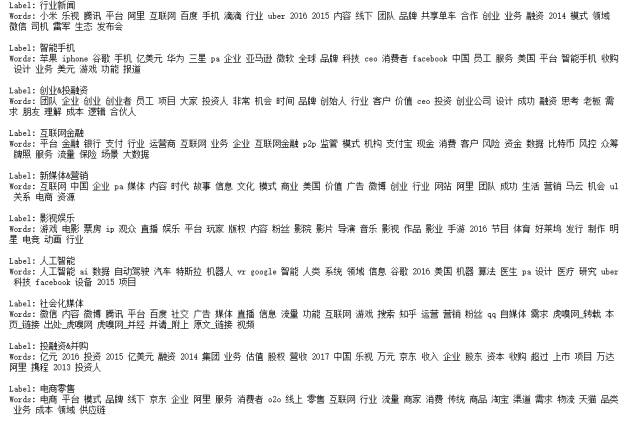 Label: 行业新闻
Words: 小米 乐视 腾讯 平台 阿里 互联网 百度 手机 滴滴 行业 uber 2016 2015 内容 线下 团队 品牌 共享单车 合作 创业 业务 融资 2014 模式 领域
微信 司机 雷军 生态 发布会
Label: 智能手机
Words: 苹果 iphone 谷歌 手机 亿美元 华为 三星 pa 企业 亚马逊 微软 全球 品牌 科技 ceo 消费者 facebook 中国 员工 服务 美国 平台 智能手机 收购
设计 业务 美元 游戏 功能 报道
Label: 创业&投融资
Words: 团队 企业 创业 创业者 员工 项目 大家 投资人 非常 机会 时间 品牌 创始人 行业 客户 价值 ceo 投资 创业公司 设计 成功 融资 思考 老板 需
求 朋友 理解 成本 逻辑 合伙人
Label: 互联网金融
Words: 平台 金融 银行 支付 行业 运营商 互联网 业务 企业 互联网金融 p2p 监管 模式 机构 支付宝 现金 消费 客户 风险 资金 数据 比特币 风控 众筹
牌照 服务 流量 保险 场景 大数据
Label: 新媒体&营销
Words: 互联网 中国 企业 pa 媒体 内容 时代 故事 信息 文化 模式 商业 美国 价值 广告 微博 创业 行业 网站 阿里 团队 成功 生活 营销 马云 机会 ul
关系 电商 资源
Label: 影视娱乐
Words: 游戏 电影 票房 ip 观众 直播 娱乐 平台 玩家 版权 内容 粉丝 影院 影片 导演 音乐 影视 作品 影业 手游 2016 节目 体育 好莱坞 发行 制作 明
星 电竞 动画 行业
Label: 人工智能
Words: 人工智能 ai 数据 自动驾驶 汽车 特斯拉 机器人 vr google 智能 人类 系统 领域 信息 谷歌 2016 美国 机器 算法 医生 pa 设计 医疗 研究 uber
科技 facebook 设备 2015 项目
Label: 社会化媒体
Words: 微信 内容 微博 腾讯 平台 百度 社交 广告 媒体 直播 信息 流量 功能 互联网 游戏 搜索 知乎 运营 营销 粉丝 qq 自媒体 需求 虎嗅网_转载 本
页_链接 出处_虎嗅网 虎嗅网_并经 并请_附上 原文_链接 视频
Label: 投融资&并购
Words: 亿元 2016 投资 2015 亿美元 融资 2014 集团 业务 估值 股权 营收 2017 中国 乐视 万元 京东 收入 企业 股东 资本 收购 超过 上市 项目 万达
阿里 携程 2013 投资人
Label: 电商零售
Words: 电商 平台 模式 品牌 线下 京东 企业 阿里 服务 消费者 o2o 线上 零售 互联网 行业 流量 商家 消费 传统 商品 淘宝 渠道 需求 物流 天猫 品类
业务 成本 领域 供应链